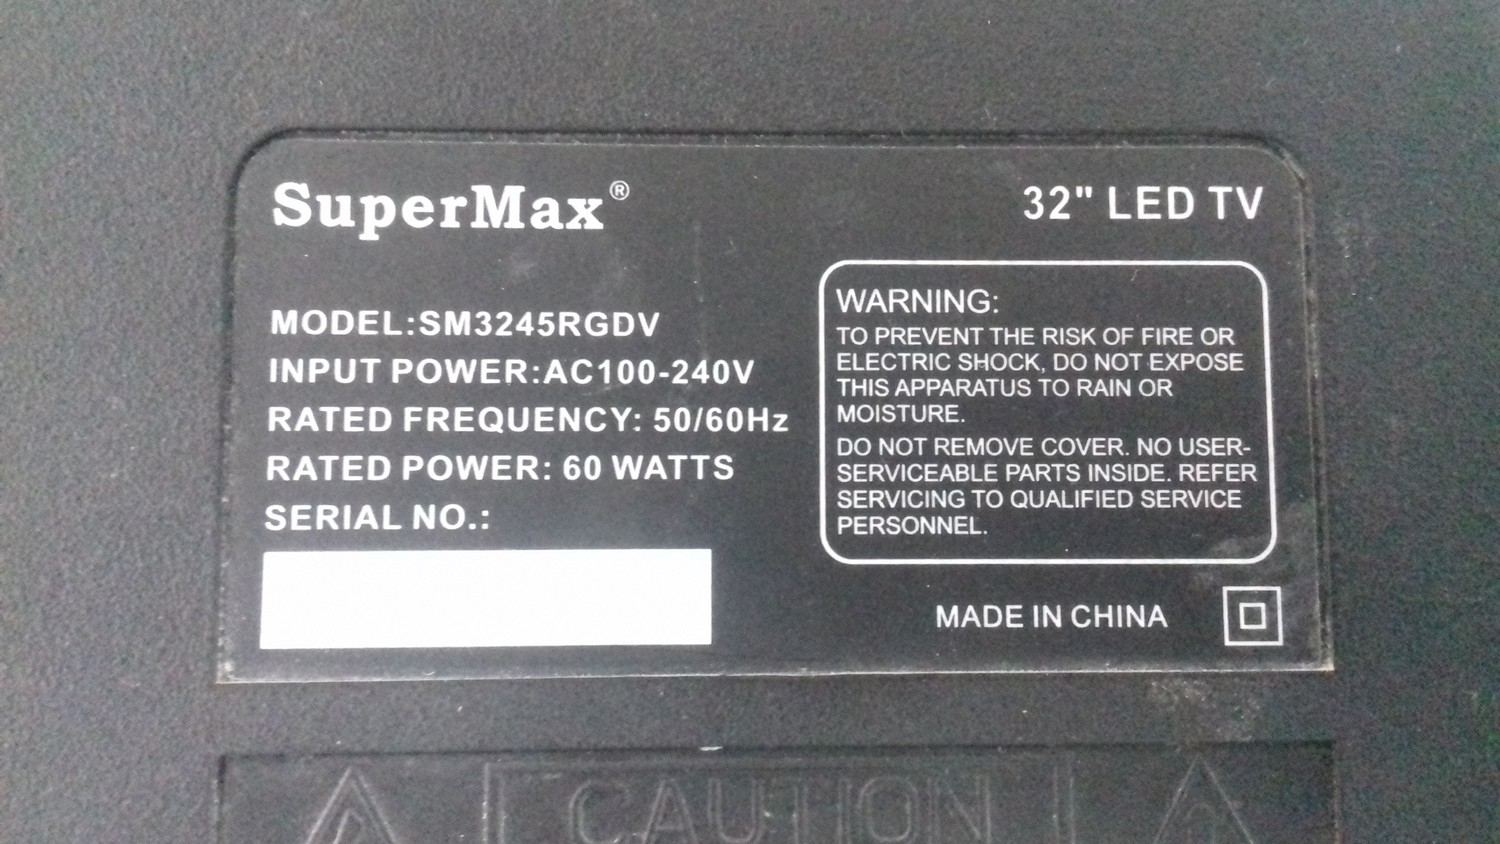 SuperMax®
32" LED TV
MODEL:SM3245RGDV
INPUT POWER:AC100-240V
RATED FREQUENCY: 50/60Hz
RATED POWER: 60 WATTS
SERIAL NO.:
WARNING:
TO PREVENT THE RISK OF FIRE OR
ELECTRIC SHOCK, DO NOT EXPOSE
THIS APPARATUS TO RAIN OR
MOISTURE.
DO NOT REMOVE COVER. NO USER-
SERVICEABLE PARTS INSIDE. REFER
SERVICING TO QUALIFIED SERVICE
PERSONNEL.
MADE IN CHINA
CAUTION